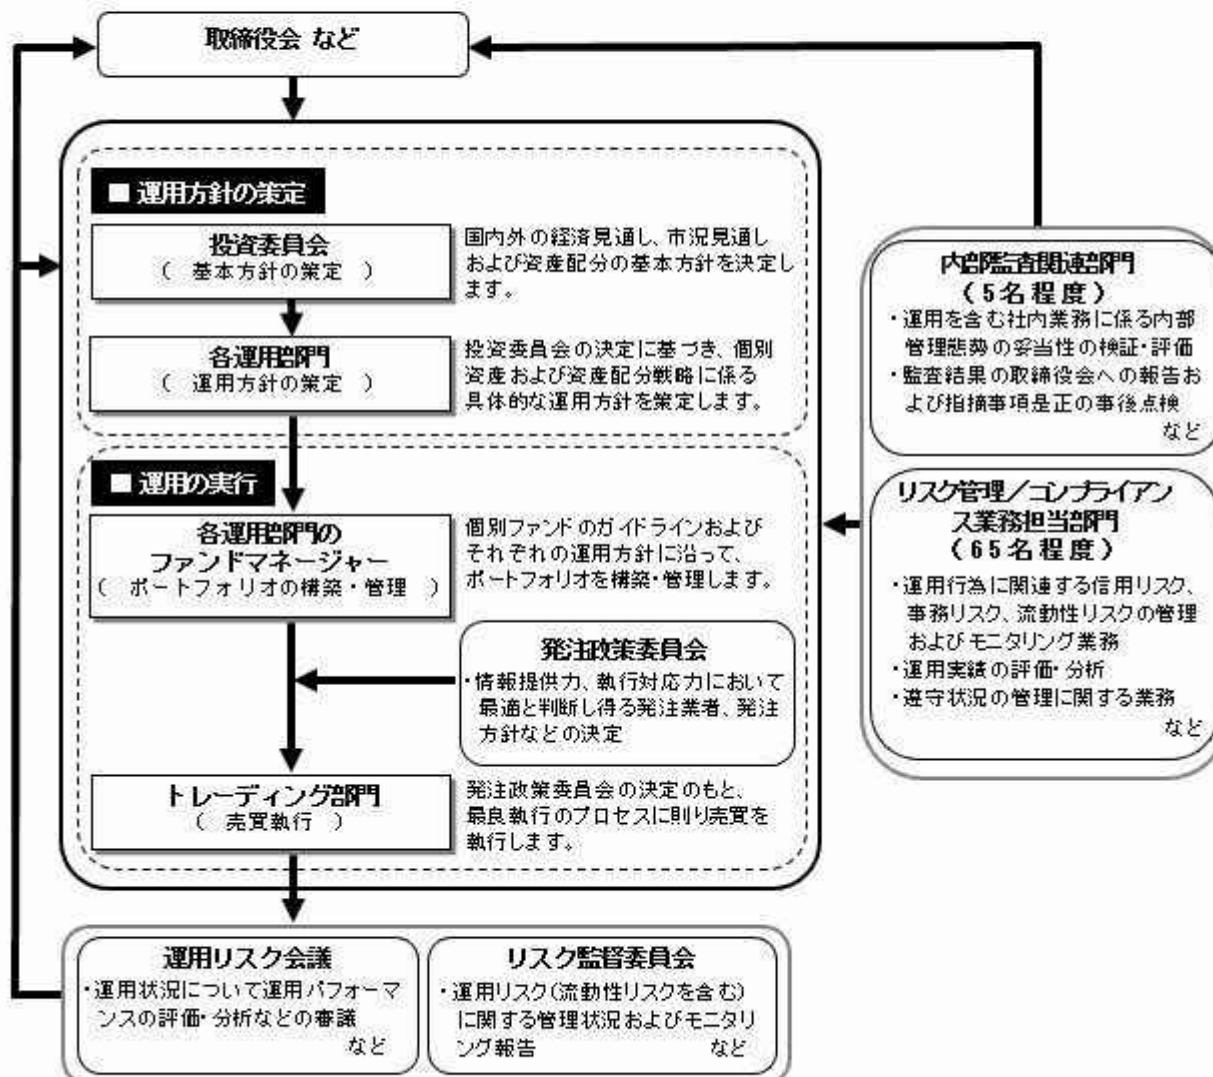 取締役会 など
■ 運用方針の策定
投資委員会
( 基本方針の策定 )
国内外の経済見通し、市況見通し
および資産配分の基本方針を決定し
ます。
各運用部門
( 運用方針の策定 )
投資委員会の決定に基づき、個別
資産および資産配分戦略に係る
具体的な運用方針を策定します。
■ 運用の実行
各運用部門の
ファンドマネージャー
( ポートフォリオの構築・管理 )
個別ファンドのガイドラインおよび
それぞれの運用方針に沿って、
ポートフォリオを構築・管理します。
発注政策委員会
・情報提供力、執行対応力において
最適と判断し得る発注業者、発注
方針などの決定
トレーディング部門
( 売買執行 )
発注政策委員会の決定のもと、
最良執行のプロセスに則り売買を
執行します。
内部監査関連部門
(5名程度)
・運用を含む社内業務に係る内部
管理態勢の妥当性の検証・評価
・監査結果の取締役会への報告お
よび指摘事項是正の事後点検
など
リスク管理/コンプライアン
ス業務担当部門
(65名程度)
・運用行為に関連する信用リスク、
事務リスク、流動性リスクの管理
およびモニタリング業務
・運用実績の評価・分析
・遵守状況の管理に関する業務
など
運用リスク会議
・運用状況について運用パフォーマ
ンスの評価・分析などの審議
など
リスク監督委員会
・運用リスク(流動性リスクを含む)
に関する管理状況およびモニタリ
ング報告 など